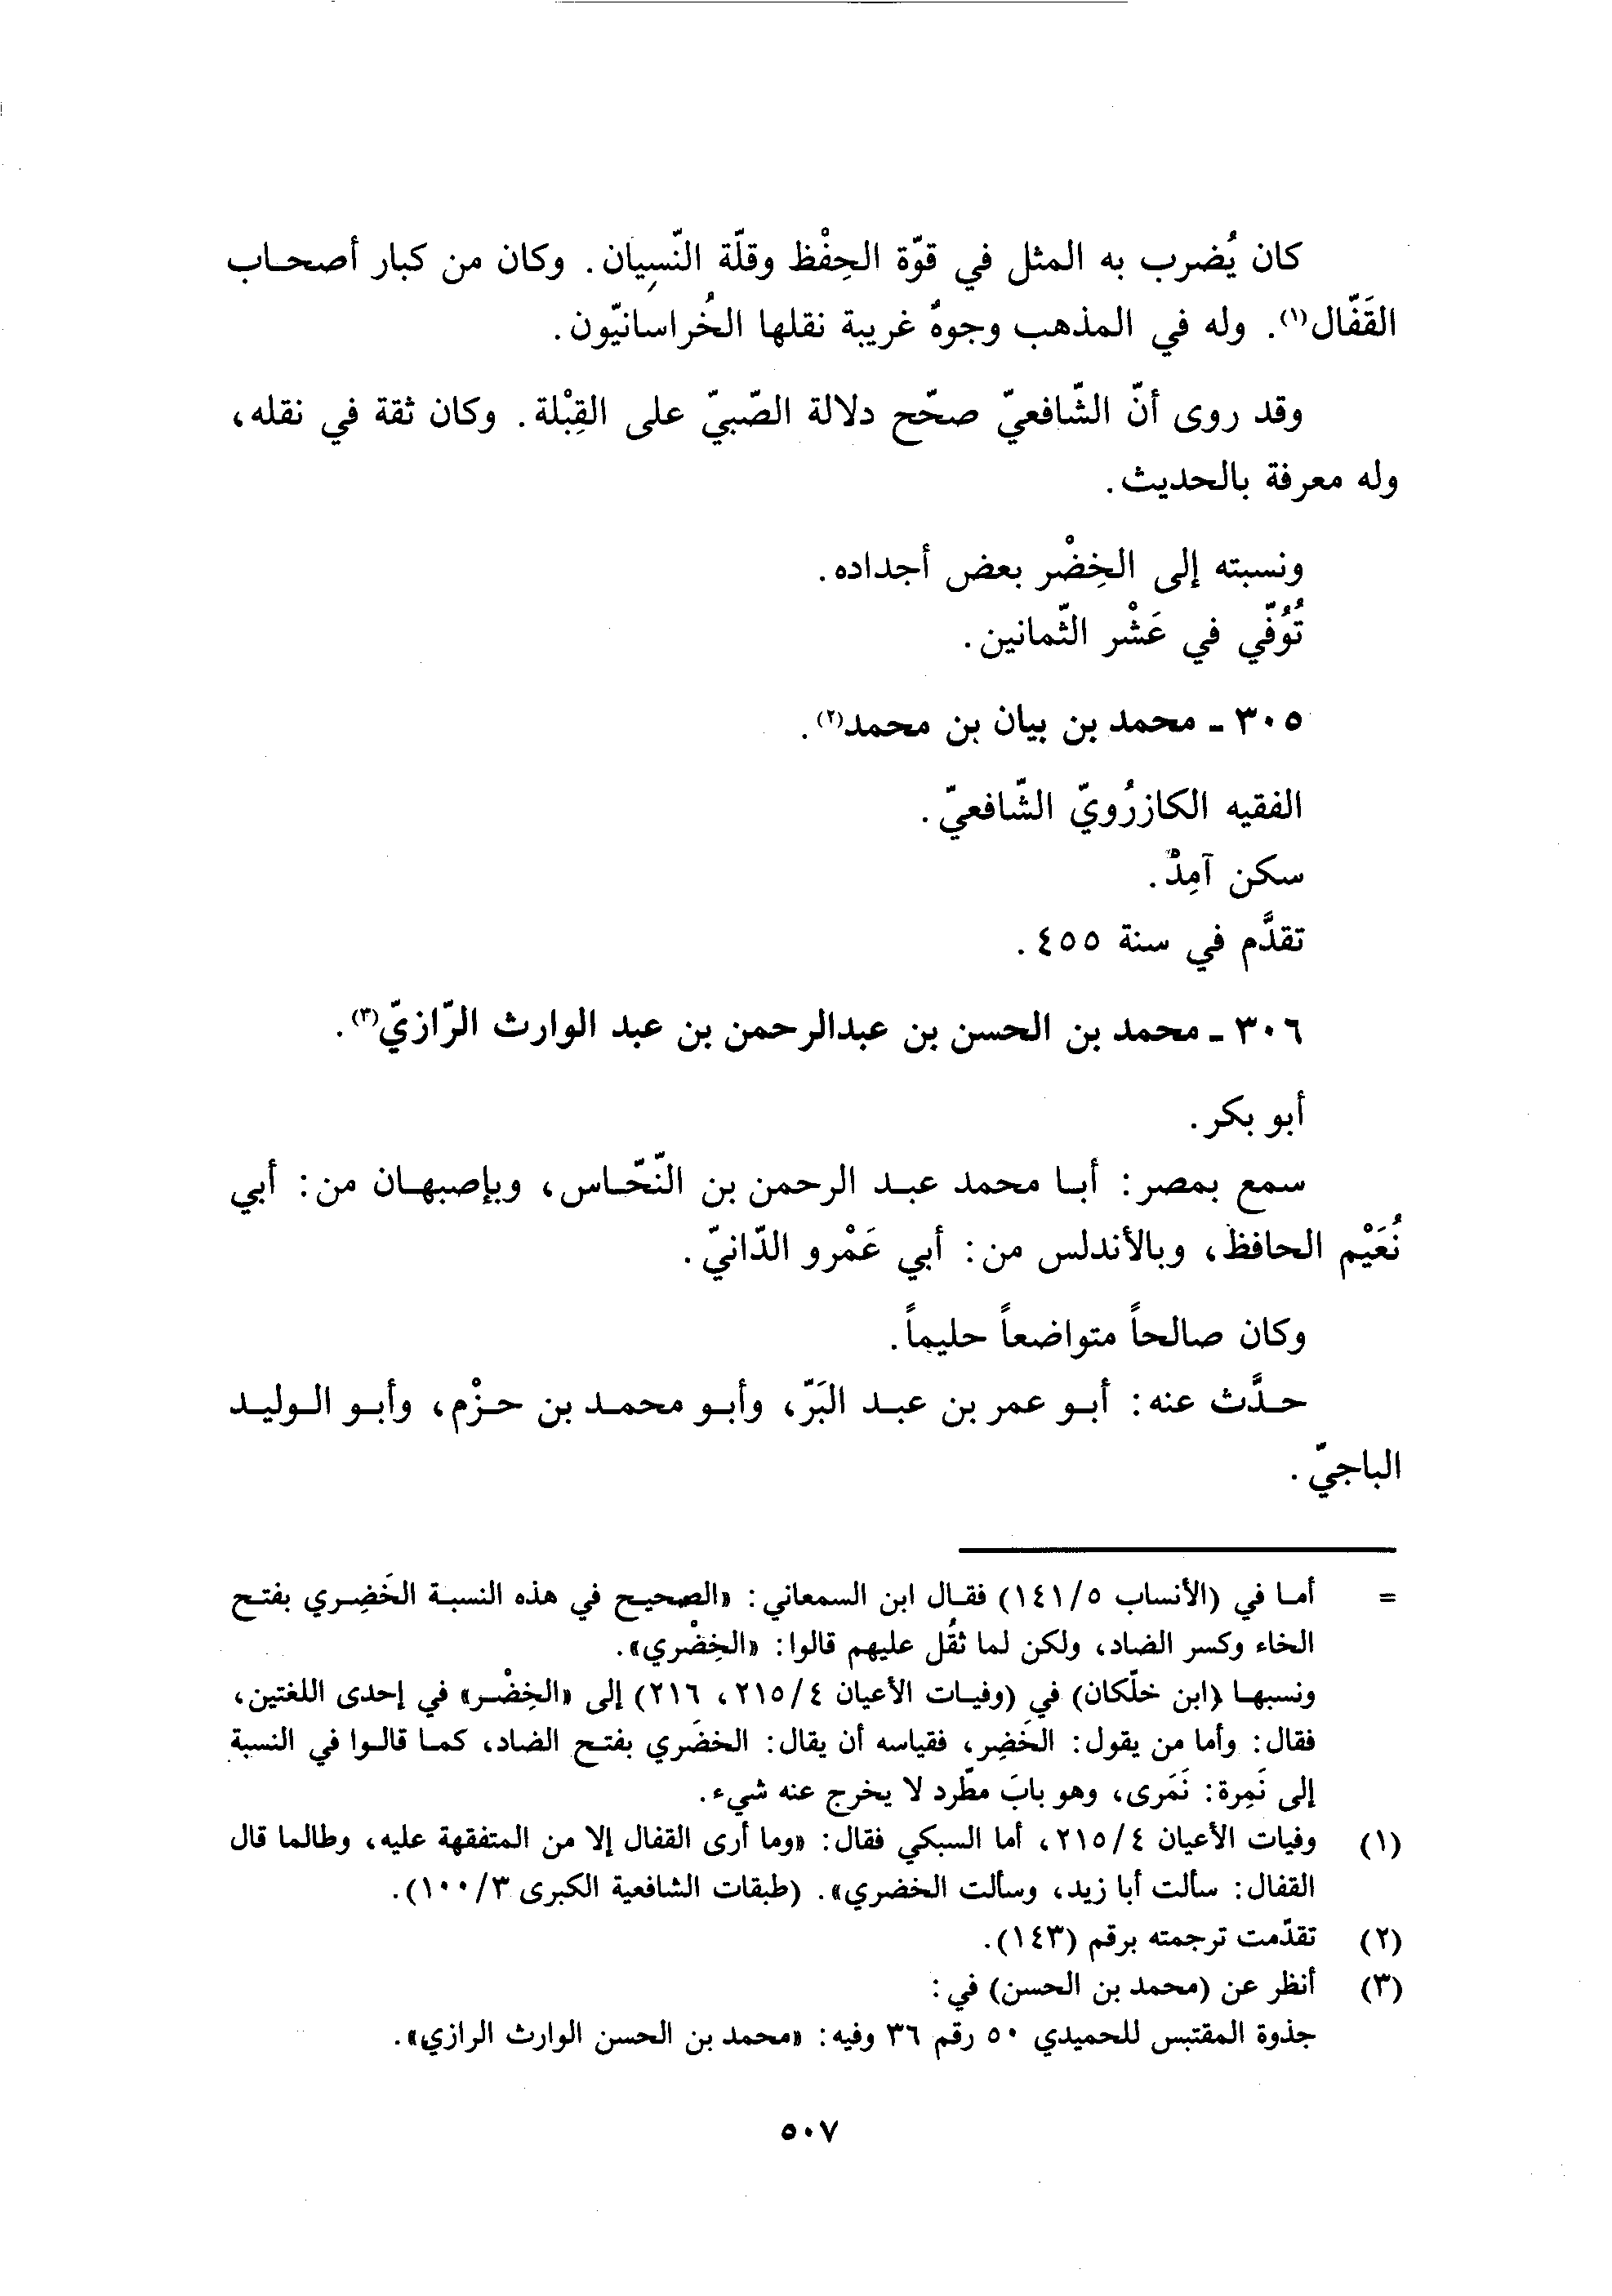 كان يُضرب به المثل في قوّة الحِفْظ وقلّة النّسِيان. وكان من كبار أصحاب
القَفّال(١). وله في المذهب وجوهٌ غريبة نقلها الخُراسانيّون.
وقد روى أنّ الشّافعيّ صحّح دلالة الصّبيّ على القِبْلة. وكان ثقة في نقله،
وله معرفة بالحديث.
ونسبته إلى الخِضْر بعض أجداده.
تُوُفّي في عَشْر الثّمانين.
٣٠٥ ـ محمد بن بيان بن محمد(٢).
الفقيه الكازرُويّ الشّافعيّ.
سكن آمِدْ.
تقدَّم في سنة ٤٥٥.
٣٠٦ ـ محمد بن الحسن بن عبدالرحمن بن عبد الوارث الرّازيّ(٣).
أبو بكر.
سمع بمصر: أبا محمد عبد الرحمن بن النّحّاس، وبإصبهان من: أبي
نُعَيْم الحافظ، وبالأندلس من: أبي عَمْرو الدّانيّ.
وكان صالحاً متواضعاً حليماً.
حدَّث عنه: أبو عمر بن عبد البَرّ، وأبو محمد بن حزْم، وأبو الوليد
الباجيّ.
= أما في (الأنساب ١٤١/٥) فقال ابن السمعاني: «الصحيح في هذه النسبة الخَضِري بفتح
الخاء وكسر الضاد، ولكن لما ثقُل عليهم قالوا: «الخِضْري».
ونسبها (ابن خلّكان) في (وفيات الأعيان ٢١٥/٤، ٢١٦) إلى «الخِضْر» في إحدى اللغتين،
فقال: وأما من يقول: الخَضِر، فقياسه أن يقال: الخضَري بفتح الضاد، كما قالوا في النسبة
إلى نَمِرة: نَمَرى، وهو بابَ مطّرد لا يخرج عنه شيء.
(١) وفيات الأعيان ٢١٥/٤، أما السبكي فقال: «وما أرى القفال إلا من المتفقهة عليه، وطالما قال
القفال: سألت أبا زيد، وسألت الخضري». (طبقات الشافعية الكبرى ١٠٠/٣).
(٢) تقدّمت ترجمته برقم (١٤٣).
(٣) أنظر عن (محمد بن الحسن) في:
جذوة المقتبس للحميدي ٥٠ رقم ٣٦ وفيه: «محمد بن الحسن الوارث الرازي».
٥٠٧